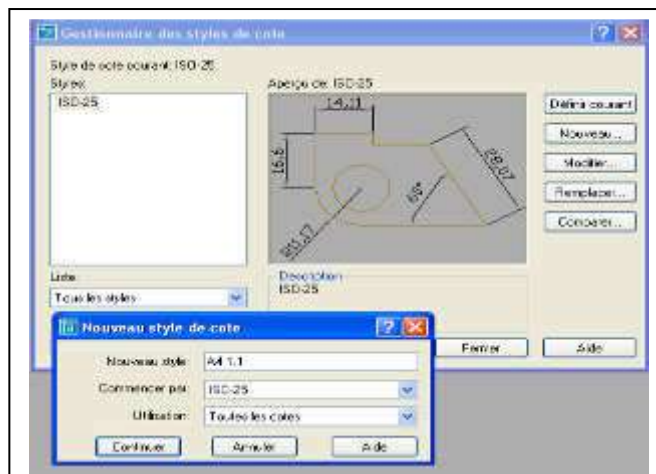 Gestionnaire des styles de cote
Style de cote courant: ISO-25
Styles:
ISO-25
Aperçu de: ISO-25
14,11
16,6
28,07
60°
R11,17
Définir courant
Nouveau...
Modifier...
Remplacer...
Comparer...
Liste
Tous les styles
Description
ISO-25
Fermer
Aide
Nouveau style de cote
Nouveau style:
A4 1.1
Commencer par:
ISO-25
Utilisation:
Toutes les cotes
Continuer
Annuler
Aide